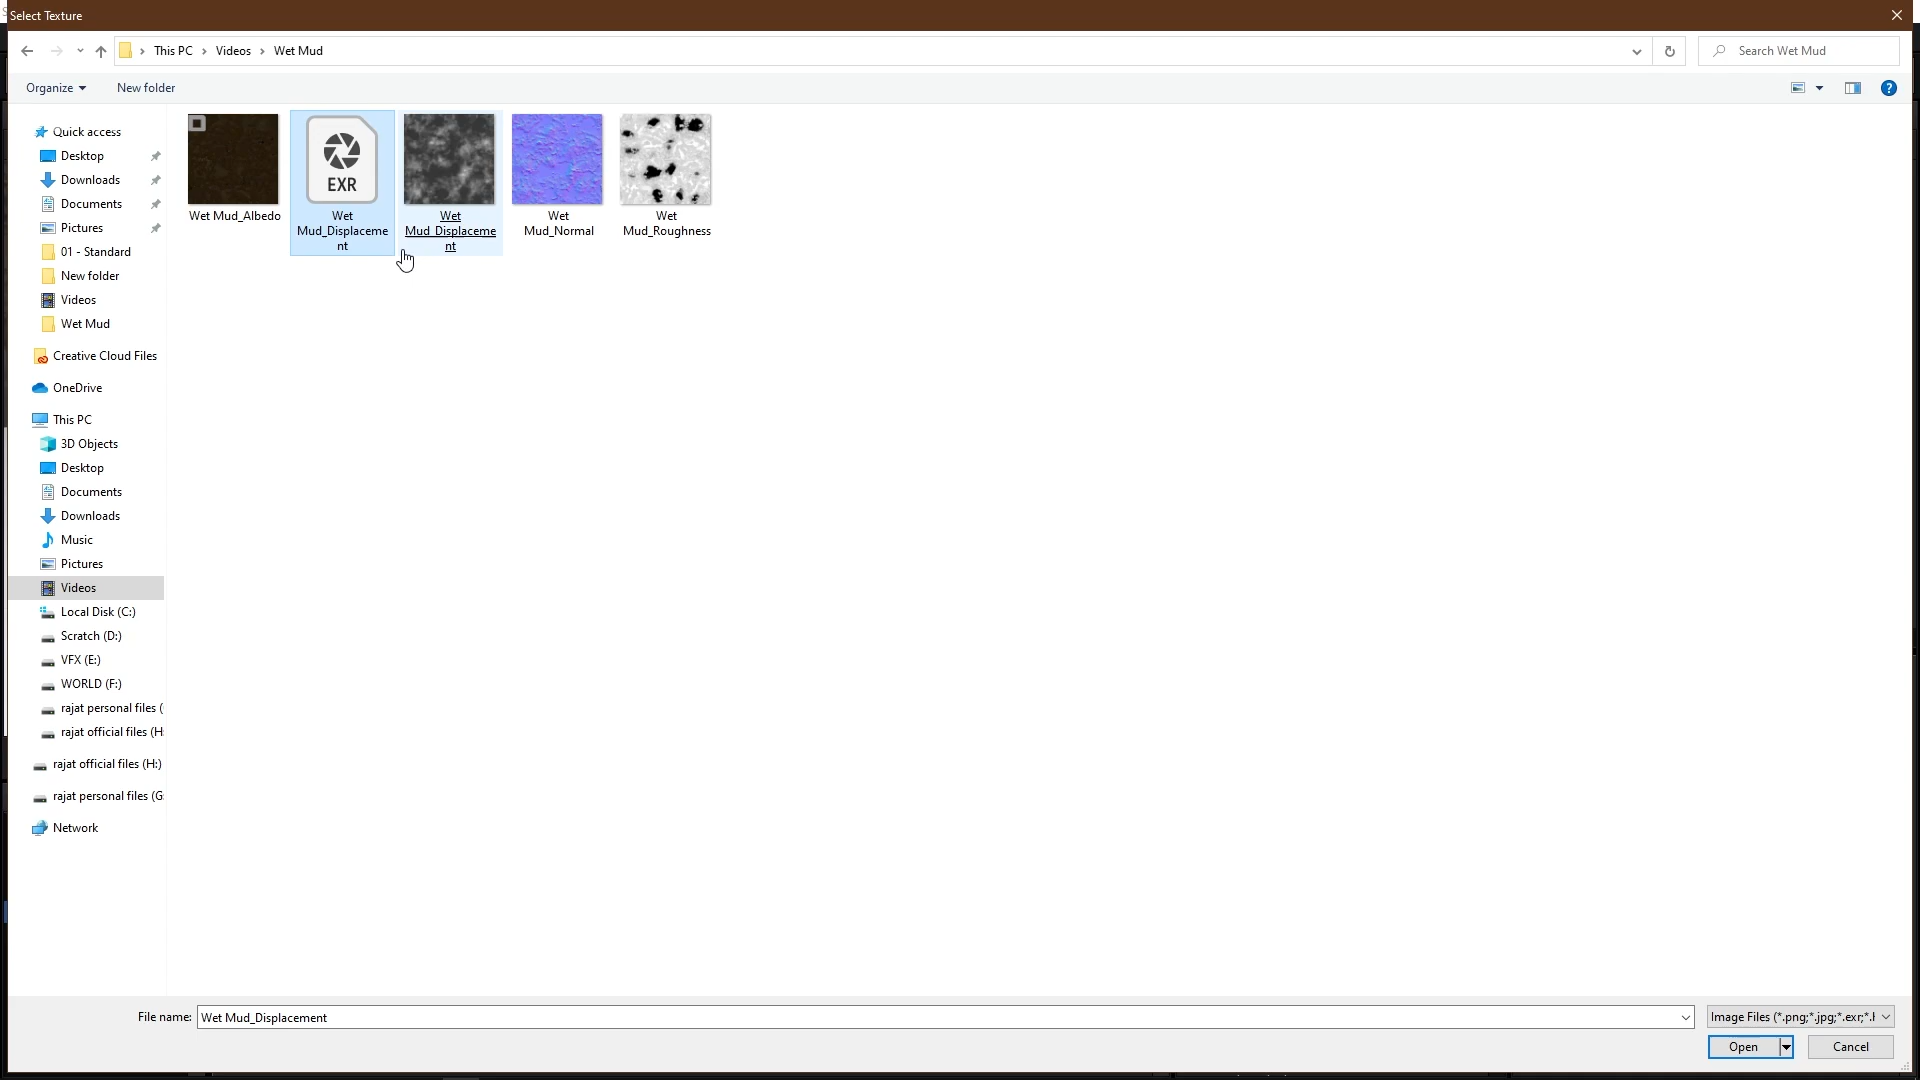 Select Texture
This PC > Videos > Wet Mud
Search Wet Mud
Organize
New folder
Quick access
Desktop
Downloads
Documents
Pictures
01 - Standard
New folder
Videos
Wet Mud
Creative Cloud Files
OneDrive
This PC
3D Objects
Desktop
Documents
Downloads
Music
Pictures
Videos
Local Disk (C:)
Scratch (D:)
VFX (E:)
WORLD (F:)
rajat personal files (
rajat official files (H:
rajat official files (H:)
rajat personal files (G:
Network
Wet Mud_Albedo
EXR
Wet
Mud_Displaceme
nt
Wet
Mud_Displaceme
nt
Wet
Mud_Normal
Wet
Mud_Roughness
File name:
Wet Mud_Displacement
Image Files (*.png;*.jpg;*.exr;*.h
Open
Cancel